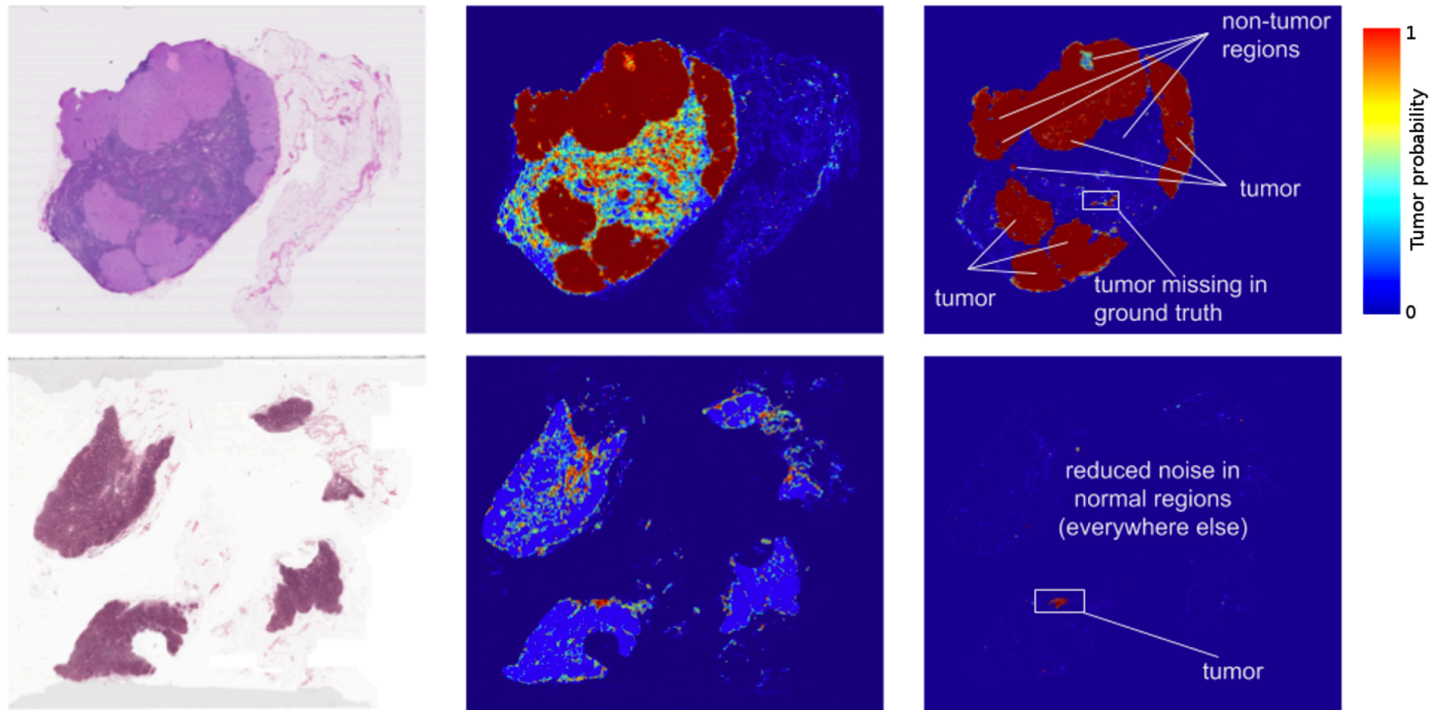 non-tumor
regions
1
Tumor probability
tumor
tumor
tumor missing in
ground truth
0
reduced noise in
normal regions
(everywhere else)
tumor